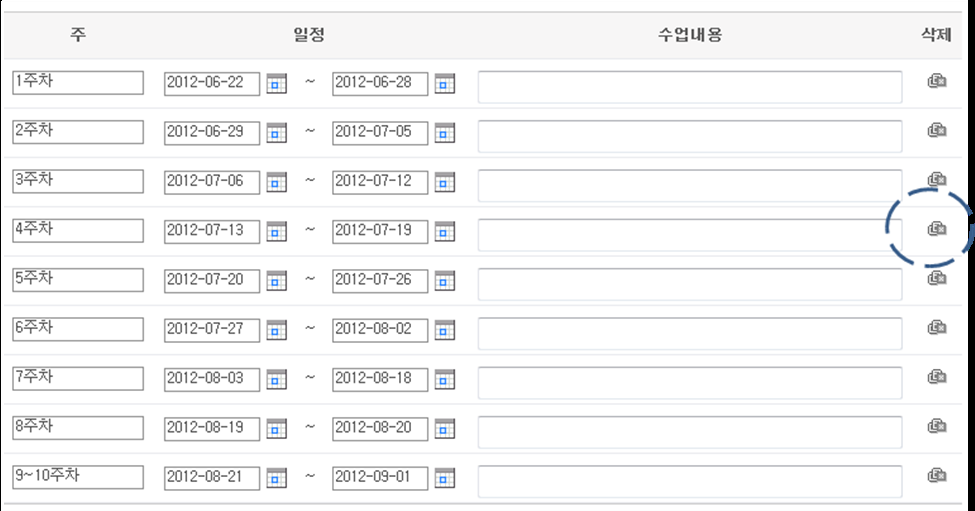 주 일정 수업내용 삭제
1주차 2012-06-22 ~ 2012-06-28
2주차 2012-06-29 ~ 2012-07-05
3주차 2012-07-06 ~ 2012-07-12
4주차 2012-07-13 ~ 2012-07-19
5주차 2012-07-20 ~ 2012-07-26
6주차 2012-07-27 ~ 2012-08-02
7주차 2012-08-03 ~ 2012-08-18
8주차 2012-08-19 ~ 2012-08-20
9~10주차 2012-08-21 ~ 2012-09-01